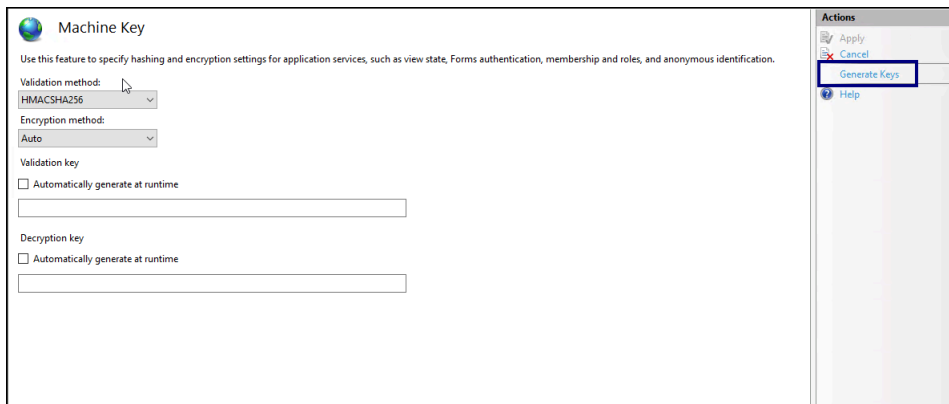 Machine Key
Use this feature to specify hashing and encryption settings for application services, such as view state, Forms authentication, membership and roles, and anonymous identification.
Validation method:
HMACSHA256
Encryption method:
Auto
Validation key
Automatically generate at runtime
Decryption key
Automatically generate at runtime
Actions
Apply
Cancel
Generate Keys
Help